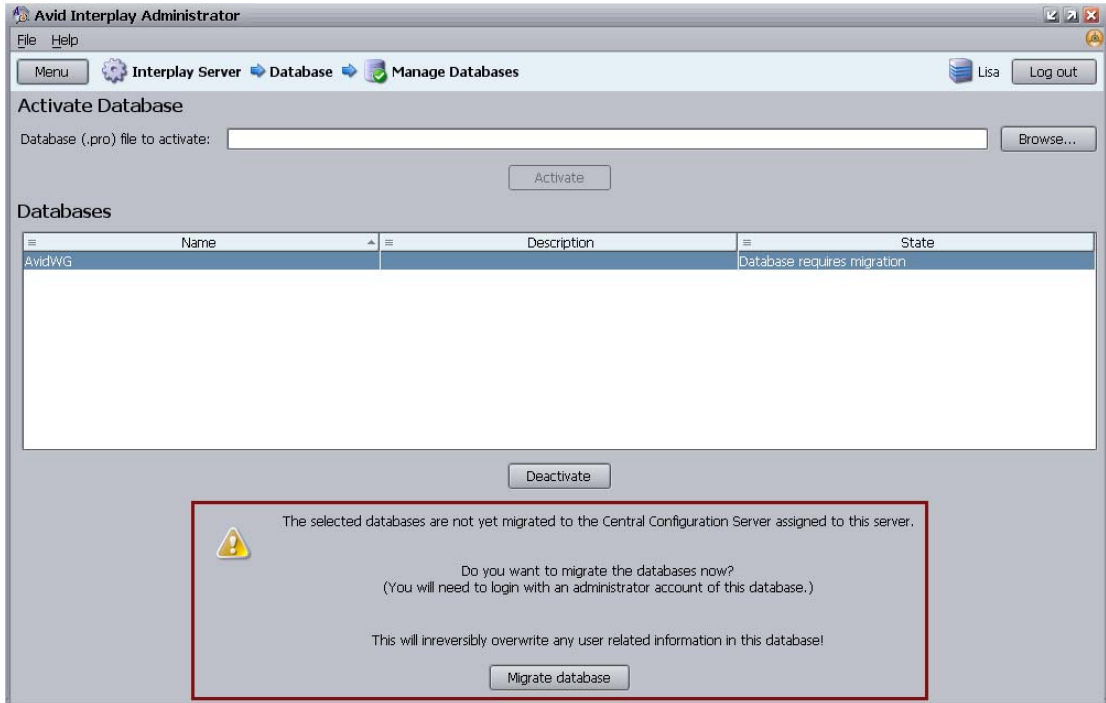 Avid Interplay Administrator
File Help
Menu Interplay Server Database Manage Databases Lisa Log out
Activate Database
Database (.pro) file to activate: Browse...
Activate
Databases
Name Description State
AvidWG Database requires migration
Deactivate
The selected databases are not yet migrated to the Central Configuration Server assigned to this server.
Do you want to migrate the databases now?
(You will need to login with an administrator account of this database.)
This will inreversibly overwrite any user related information in this database!
Migrate database